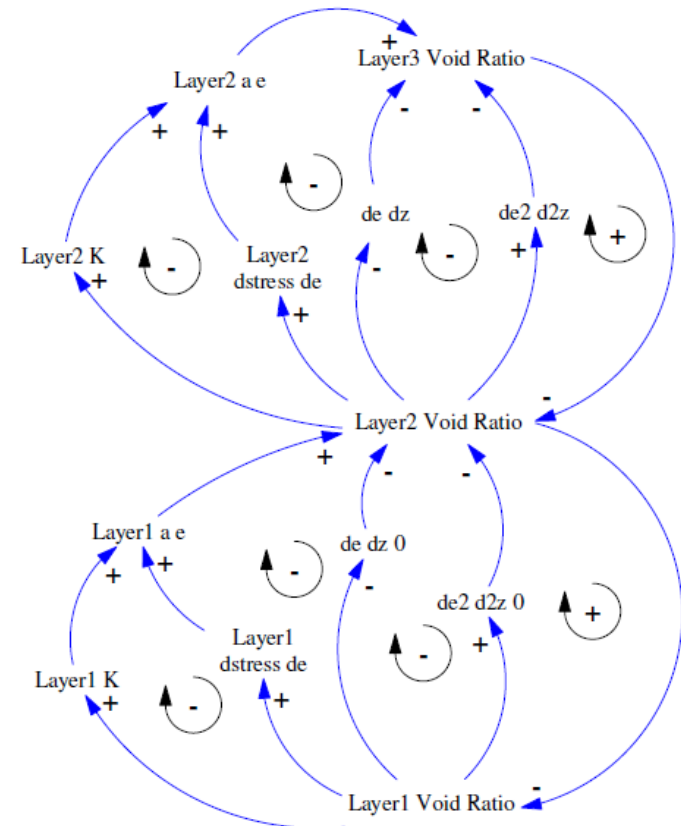 +
Layer3 Void Ratio
Layer2 a e
+ +
- -
-
de dz
de2 d2z
Layer2 K
+
-
Layer2
dstress de
+
-
-
+
+
-
Layer2 Void Ratio
+
-
-
Layer1 a e
+
+
de dz 0
-
-
de2 d2z 0
+
Layer1
dstress de
-
+
Layer1 K
+
-
+
-
Layer1 Void Ratio